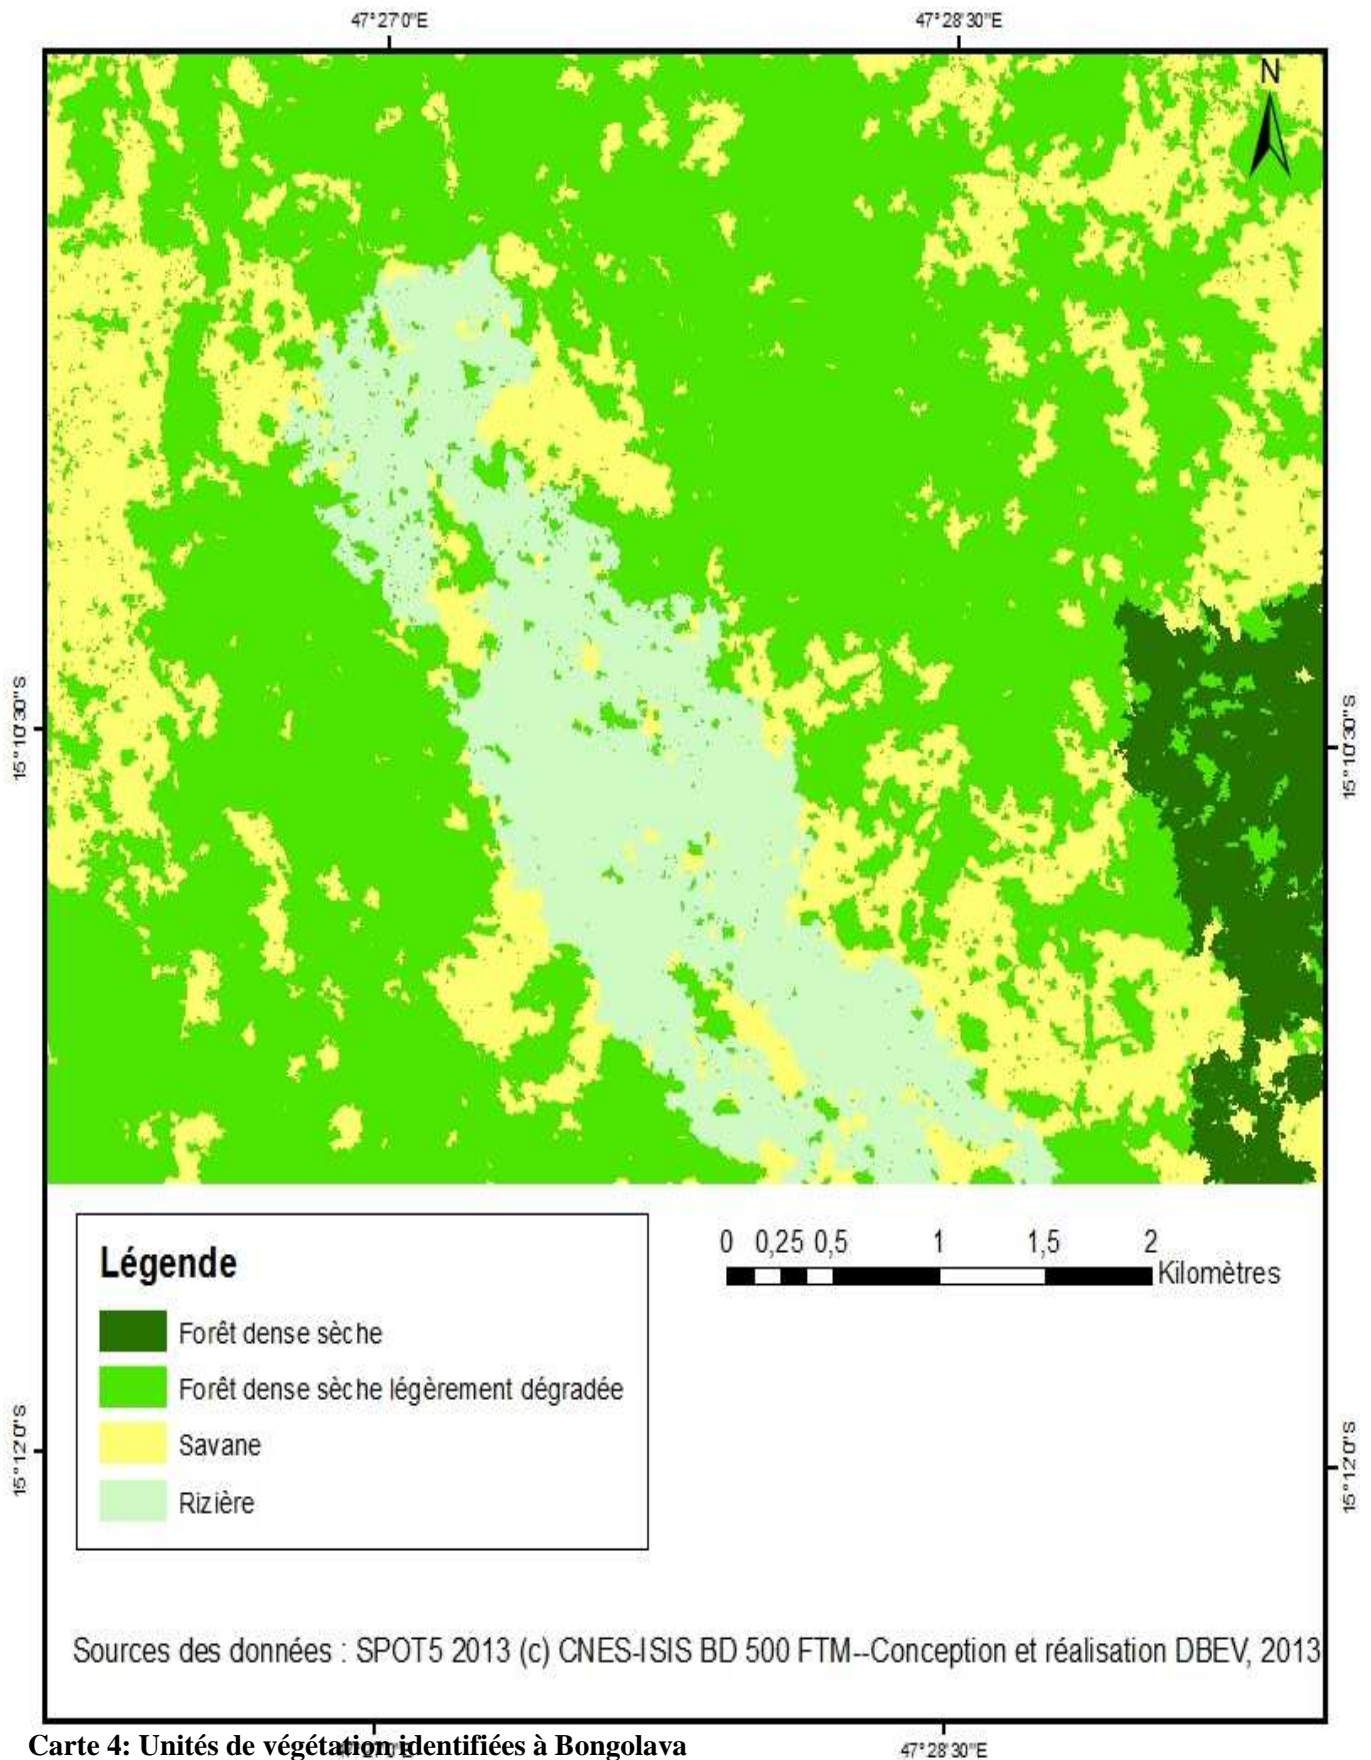 47°27'0"E 47°28'30"E
N
15°10'30"S 15°10'30"S
0 0,25 0,5 1 1,5 2
Kilomètres
Légende
Forêt dense sèche
Forêt dense sèche légèrement dégradée
Savane
Rizière
15°12'0"S 15°12'0"S
Sources des données : SPOT5 2013 (c) CNES-ISIS BD 500 FTM--Conception et réalisation DBEV, 2013
Carte 4: Unités de végétation identifiées à Bongolava
47°27'0"E 47°28'30"E